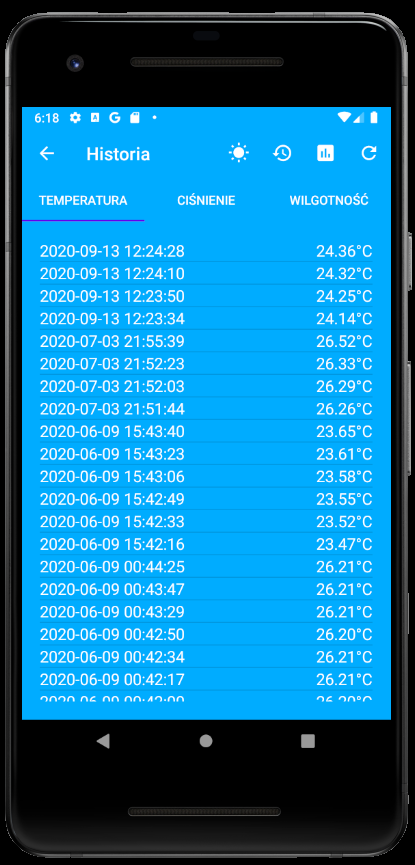 6:18
Historia
TEMPERATURA CIŚNIENIE WILGOTNOŚĆ
2020-09-13 12:24:28 24.36°C
2020-09-13 12:24:10 24.32°C
2020-09-13 12:23:50 24.25°C
2020-09-13 12:23:34 24.14°C
2020-07-03 21:55:39 26.52°C
2020-07-03 21:52:23 26.33°C
2020-07-03 21:52:03 26.29°C
2020-07-03 21:51:44 26.26°C
2020-06-09 15:43:40 23.65°C
2020-06-09 15:43:23 23.61°C
2020-06-09 15:43:06 23.58°C
2020-06-09 15:42:49 23.55°C
2020-06-09 15:42:33 23.52°C
2020-06-09 15:42:16 23.47°C
2020-06-09 00:44:25 26.21°C
2020-06-09 00:43:47 26.21°C
2020-06-09 00:43:29 26.21°C
2020-06-09 00:42:50 26.20°C
2020-06-09 00:42:34 26.21°C
2020-06-09 00:42:17 26.21°C